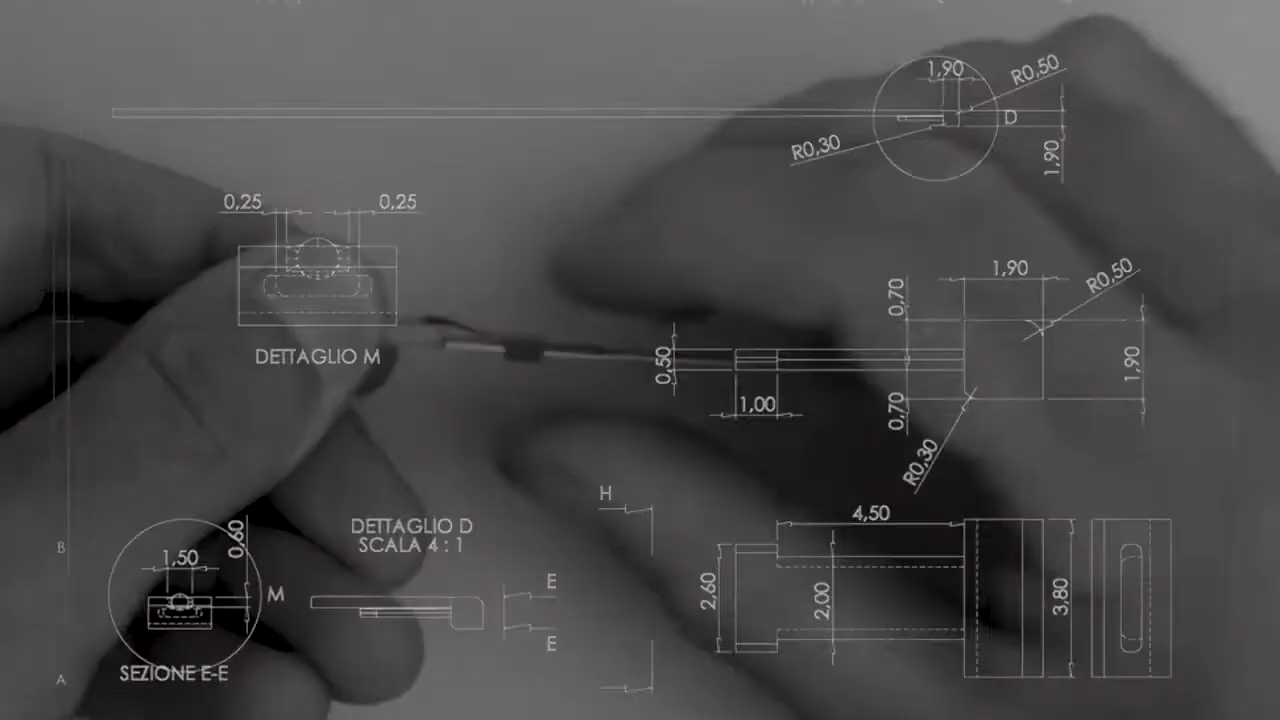 1,90
R0,50
D
R0,30
1,90
0,25
0,25
DETTAGLIO M
1,90
R0,50
0,70
0,50
1,90
1,00
0,70
R0,30
H
4,50
DETTAGLIO D
SCALA 4 : 1
B
0,60
1,50
M
E
E
2,60
2,00
3,80
SEZIONE E-E
A